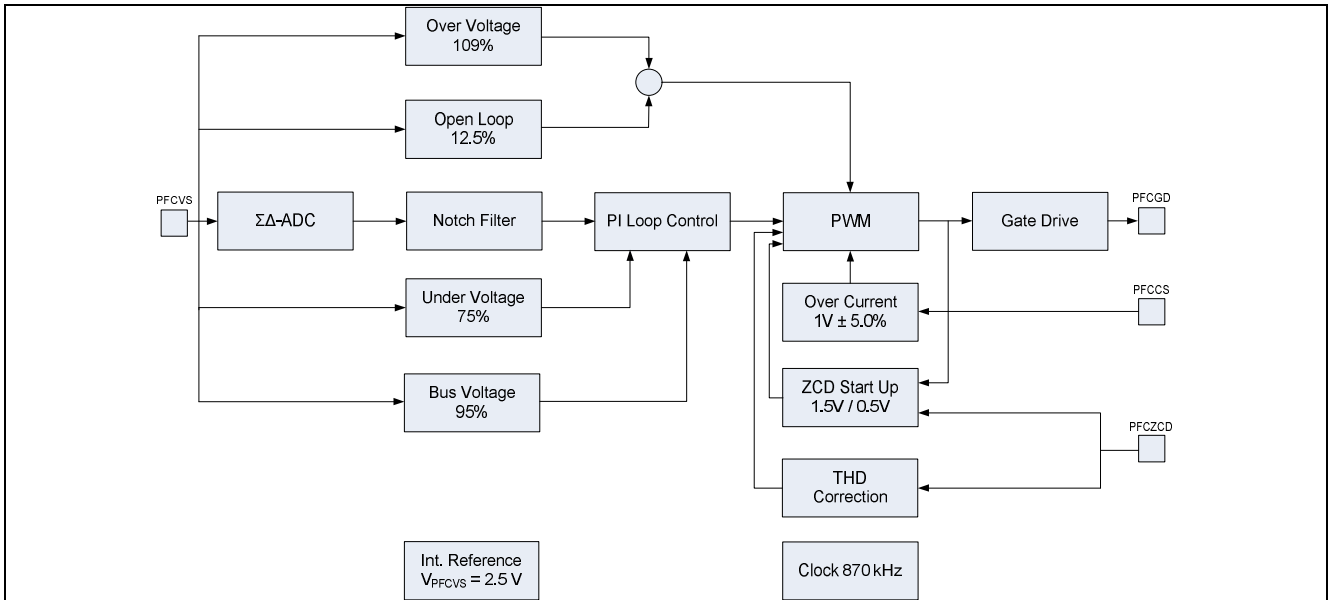 Over Voltage
109%
Open Loop
12.5%
PFCVS
ΣΔ-ADC
Notch Filter
PI Loop Control
PWM
Gate Drive
PFCGD
Under Voltage
75%
Over Current
1V ± 5.0%
PFCCS
Bus Voltage
95%
ZCD Start Up
1.5V / 0.5V
PFCZCD
THD
Correction
Int. Reference
VPFCVS = 2.5 V
Clock 870 kHz